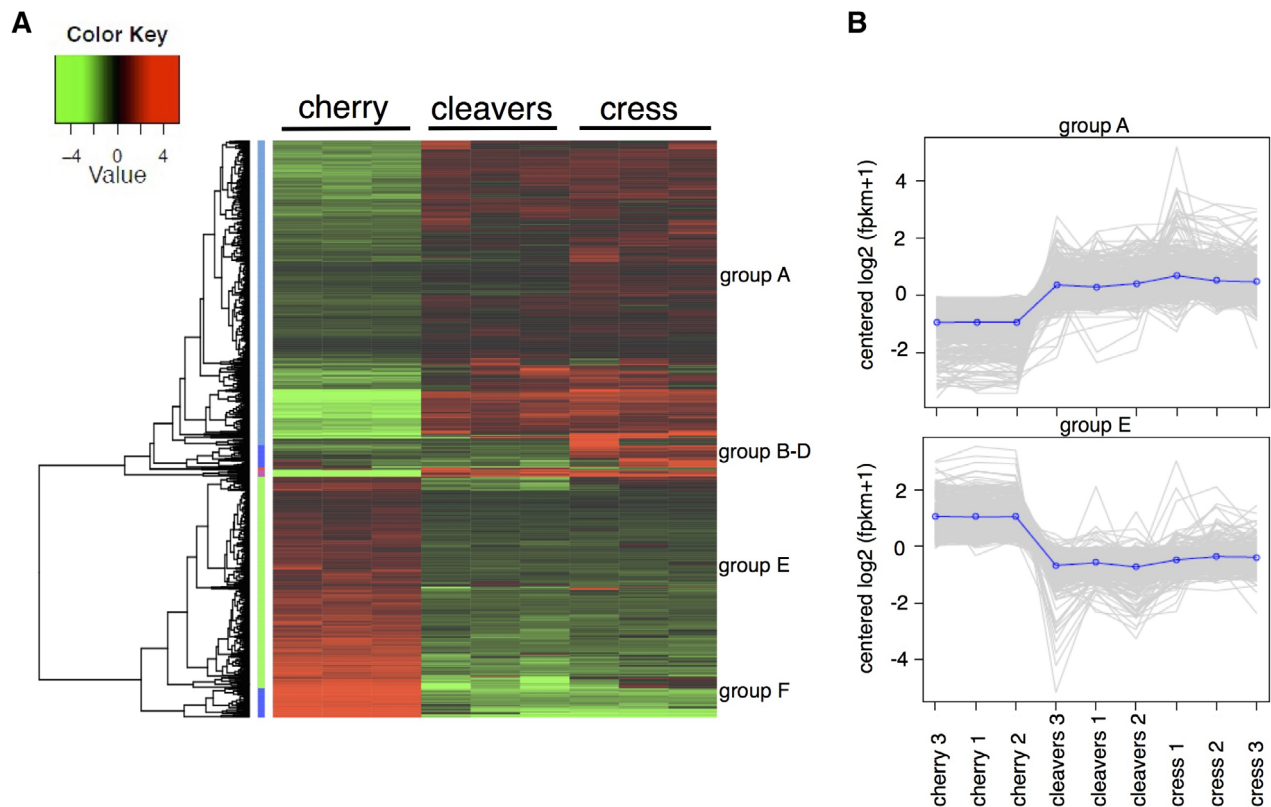 A
Color Key
−4 0 4
Value
cherry cleavers cress
group A
group B-D
group E
group F
B
group A
centered log2 (fpkm+1)
4
2
0
-2
group E
centered log2 (fpkm+1)
2
0
-2
-4
cherry 3
cherry 1
cherry 2
cleavers 3
cleavers 1
cleavers 2
cress 1
cress 2
cress 3